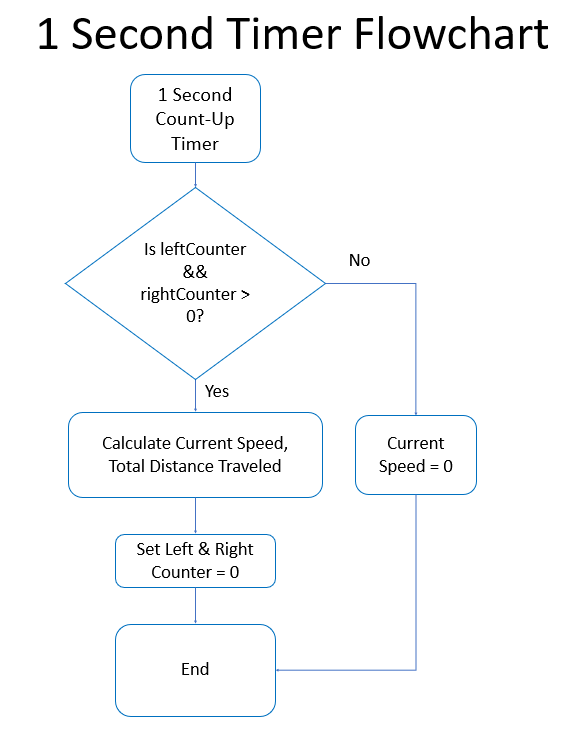 1 Second Timer Flowchart
1 Second
Count-Up
Timer
Is leftCounter
&&
rightCounter >
0?
No
Yes
Calculate Current Speed,
Total Distance Traveled
Current
Speed = 0
Set Left & Right
Counter = 0
End